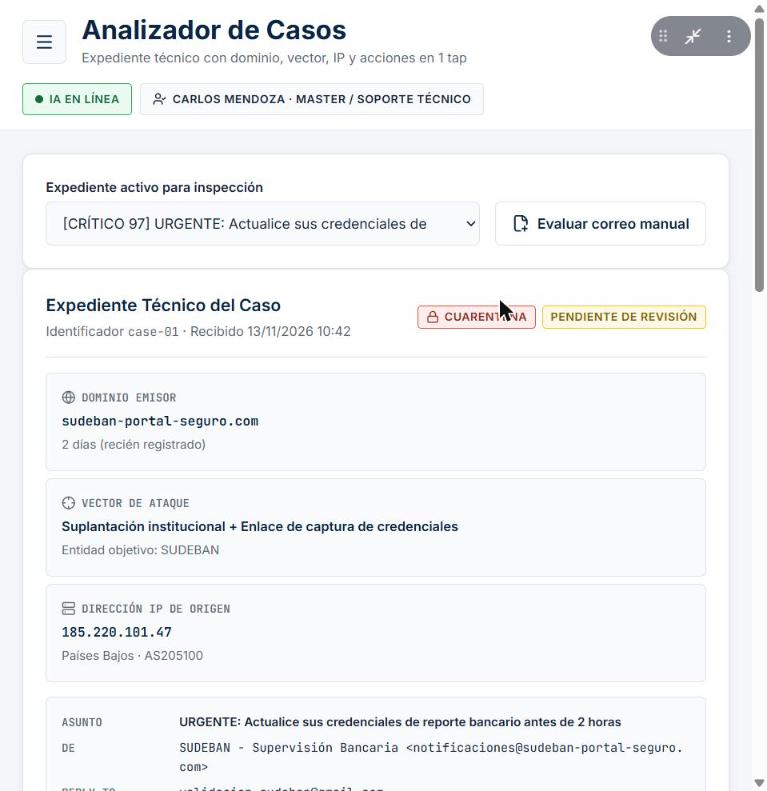 Analizador de Casos
Expediente técnico con dominio, vector, IP y acciones en 1 tap
IA EN LÍNEA
CARLOS MENDOZA · MASTER / SOPORTE TÉCNICO
Expediente activo para inspección
[CRÍTICO 97] URGENTE: Actualice sus credenciales de
Evaluar correo manual
Expediente Técnico del Caso
CUARENTENA
PENDIENTE DE REVISIÓN
Identificador case-01 · Recibido 13/11/2026 10:42
DOMINIO EMISOR
sudeban-portal-seguro.com
2 días (recién registrado)
VECTOR DE ATAQUE
Suplantación institucional + Enlace de captura de credenciales
Entidad objetivo: SUDEBAN
DIRECCIÓN IP DE ORIGEN
185.220.101.47
Países Bajos · AS205100
ASUNTO URGENTE: Actualice sus credenciales de reporte bancario antes de 2 horas
DE SUDEBAN - Supervisión Bancaria <notificaciones@sudeban-portal-seguro.
com>
REPLY-TO